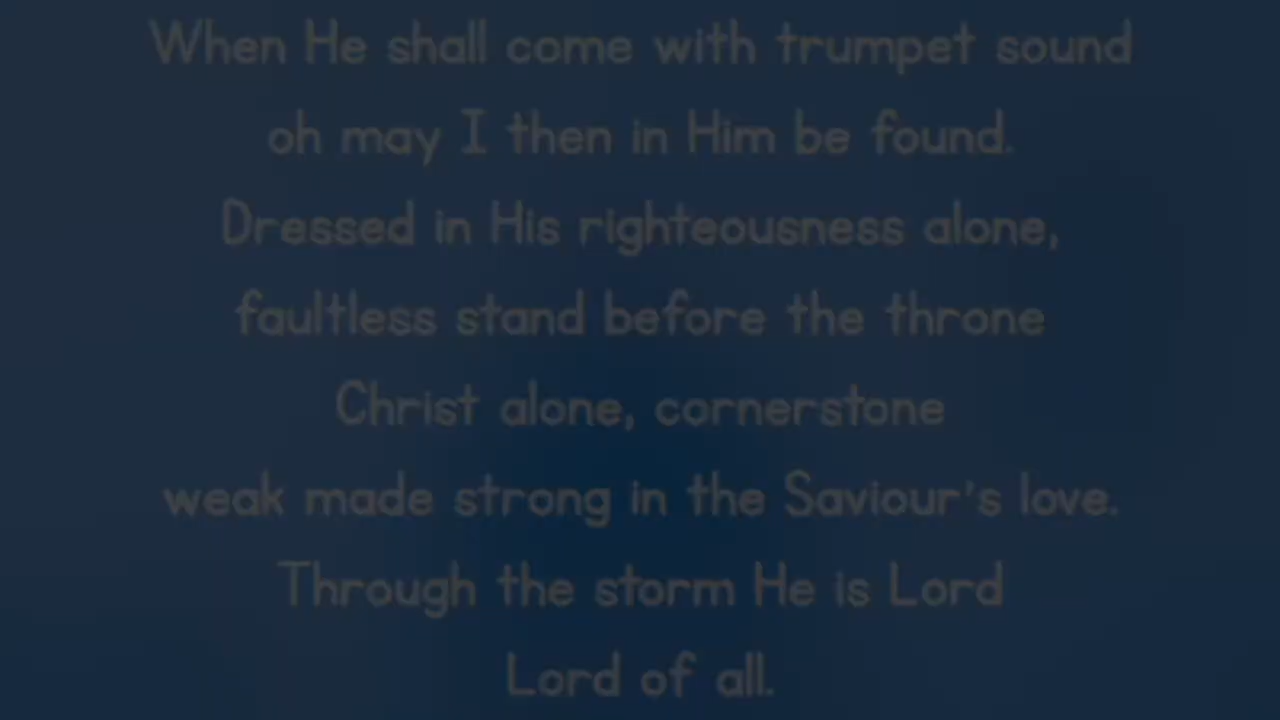 When He shall come with trumpet sound
oh may I then in Him be found.
Dressed in His righteousness alone,
faultless stand before the throne
Christ alone, cornerstone
weak made strong in the Saviour's love.
Through the storm He is Lord
Lord of all.